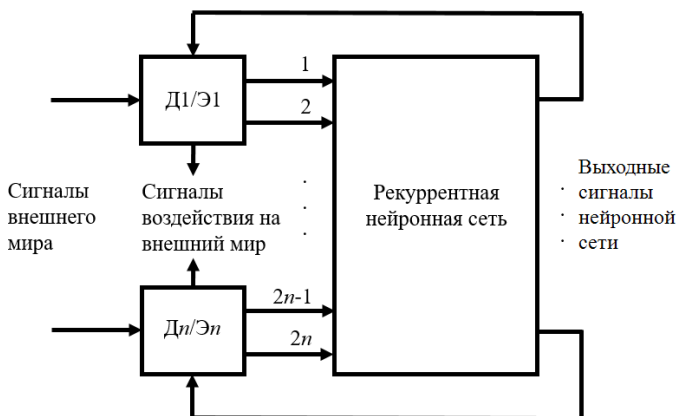 1
Д1/Э1
2
Сигналы
внешнего
мира
Сигналы
воздействия на
внешний мир
Рекуррентная
нейронная сеть
Выходные
сигналы
нейронной
сети
2n-1
Дn/Эn
2n